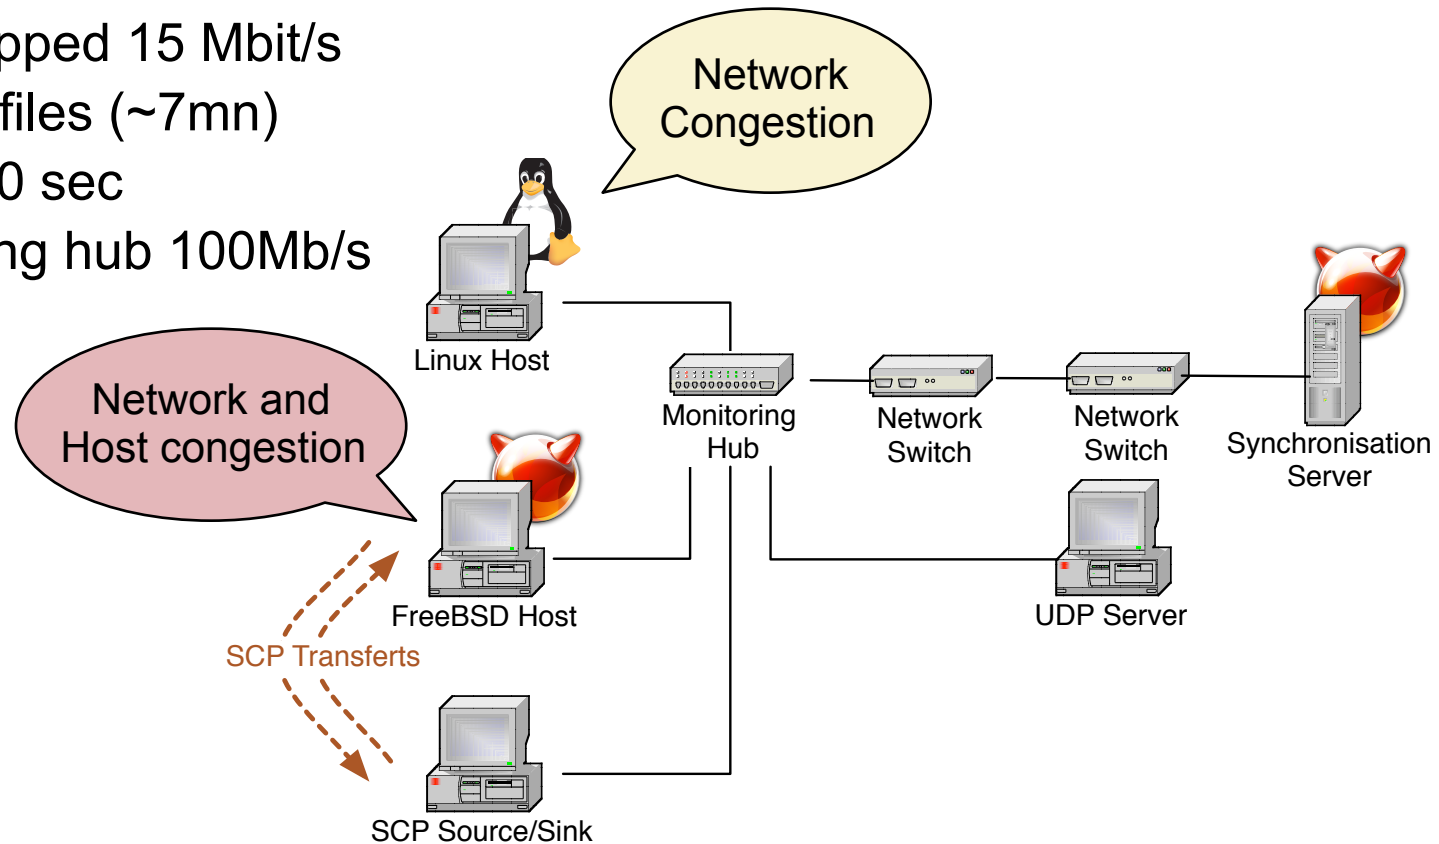 pped 15 Mbit/s
files (~7mn)
0 sec
ng hub 100Mb/s
Network
Congestion
Linux Host
Network and
Host congestion
Monitoring
Hub
Network
Switch
Network
Switch
Synchronisation
Server
FreeBSD Host
UDP Server
SCP Transferts
SCP Source/Sink